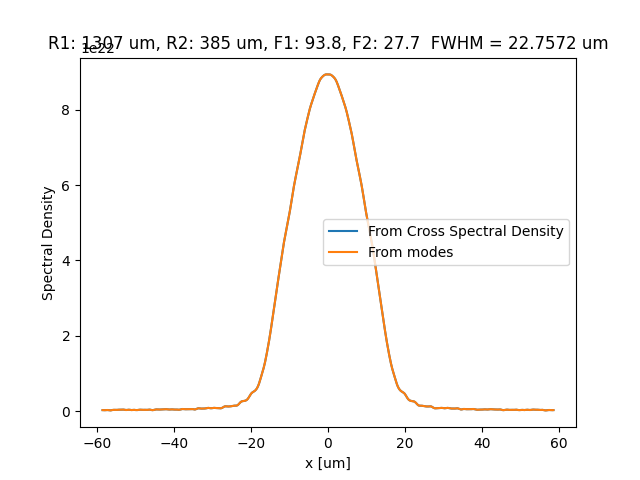 R1: 1307 um, R2: 385 um, F1: 93.8, F2: 27.7  FWHM = 22.7572 um
1e22
8
6
4
2
0
Spectral Density
From Cross Spectral Density
From modes
−60 −40 −20 0 20 40 60
x [um]